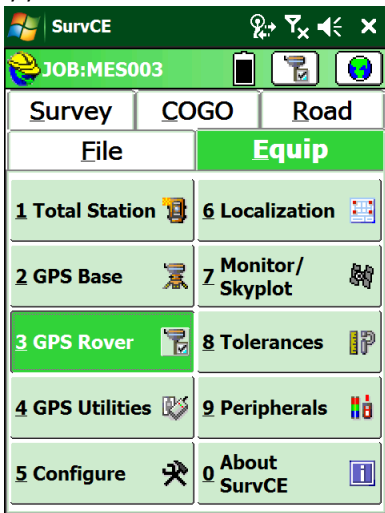 SurvCE
JOB:MES003
Survey COGO Road
File Equip
1 Total Station 6 Localization
2 GPS Base 7 Monitor/
Skyplot
3 GPS Rover 8 Tolerances
4 GPS Utilities 9 Peripherals
5 Configure 0 About
SurvCE